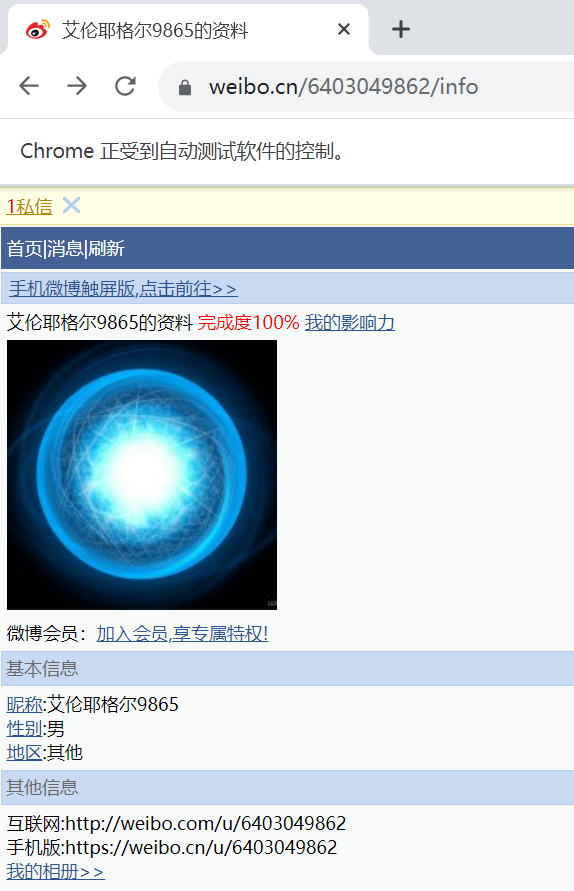 艾伦耶格尔9865的资料
weibo.cn/6403049862/info
Chrome 正受到自动测试软件的控制。
1私信
首页|消息|刷新
手机微博触屏版,点击前往>>
艾伦耶格尔9865的资料 完成度100% 我的影响力
微博会员：加入会员,享专属特权!
基本信息
昵称:艾伦耶格尔9865
性别:男
地区:其他
其他信息
互联网:http://weibo.com/u/6403049862
手机版:https://weibo.cn/u/6403049862
我的相册>>